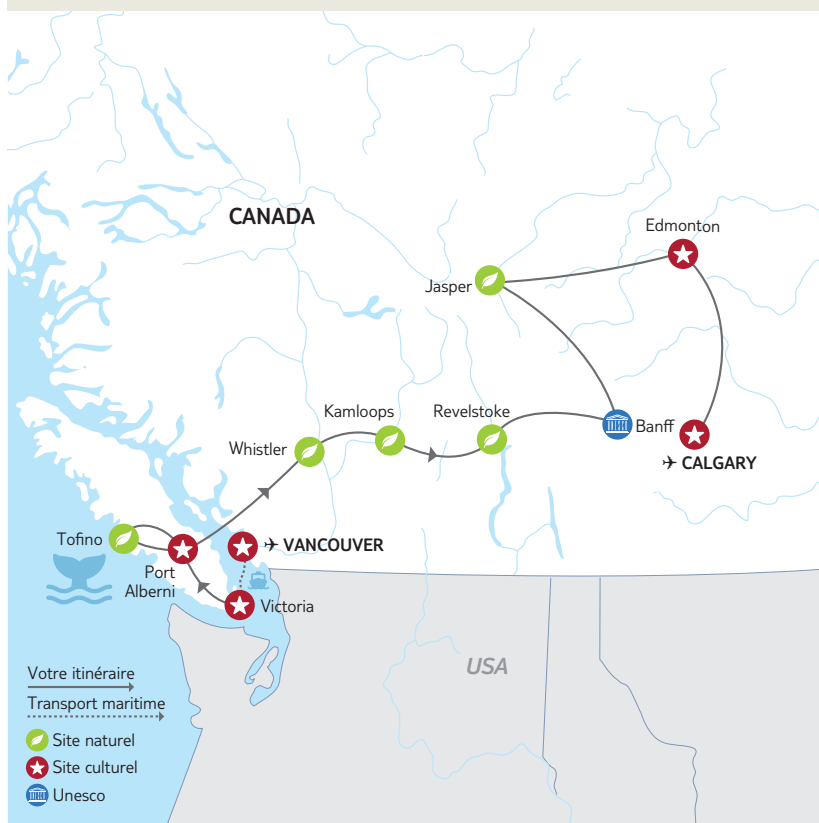 CANADA
Edmonton
Jasper
Kamloops
Revelstoke
Banff
Whistler
CALGARY
Tofino
VANCOUVER
Port
Alberni
Victoria
USA
Votre itinéraire
Transport maritime
Site naturel
Site culturel
Unesco